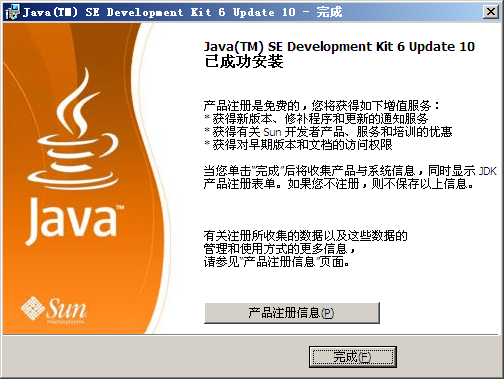 Java(TM) SE Development Kit 6 Update 10 - 完成
Java(TM) SE Development Kit 6 Update 10
已成功安装
产品注册是免费的，您将获得如下增值服务：
* 获得新版本、修补程序和更新的通知服务
* 获得有关 Sun 开发者产品、服务和培训的优惠
* 获得对早期版本和文档的访问权限
当您单击"完成"后将收集产品与系统信息，同时显示 JDK
产品注册表单。如果您不注册，则不保存以上信息。
有关注册所收集的数据以及这些数据的
管理和使用方式的更多信息，
请参见"产品注册信息"页面。
Java™
Sun
microsystems
产品注册信息(P)
完成(F)